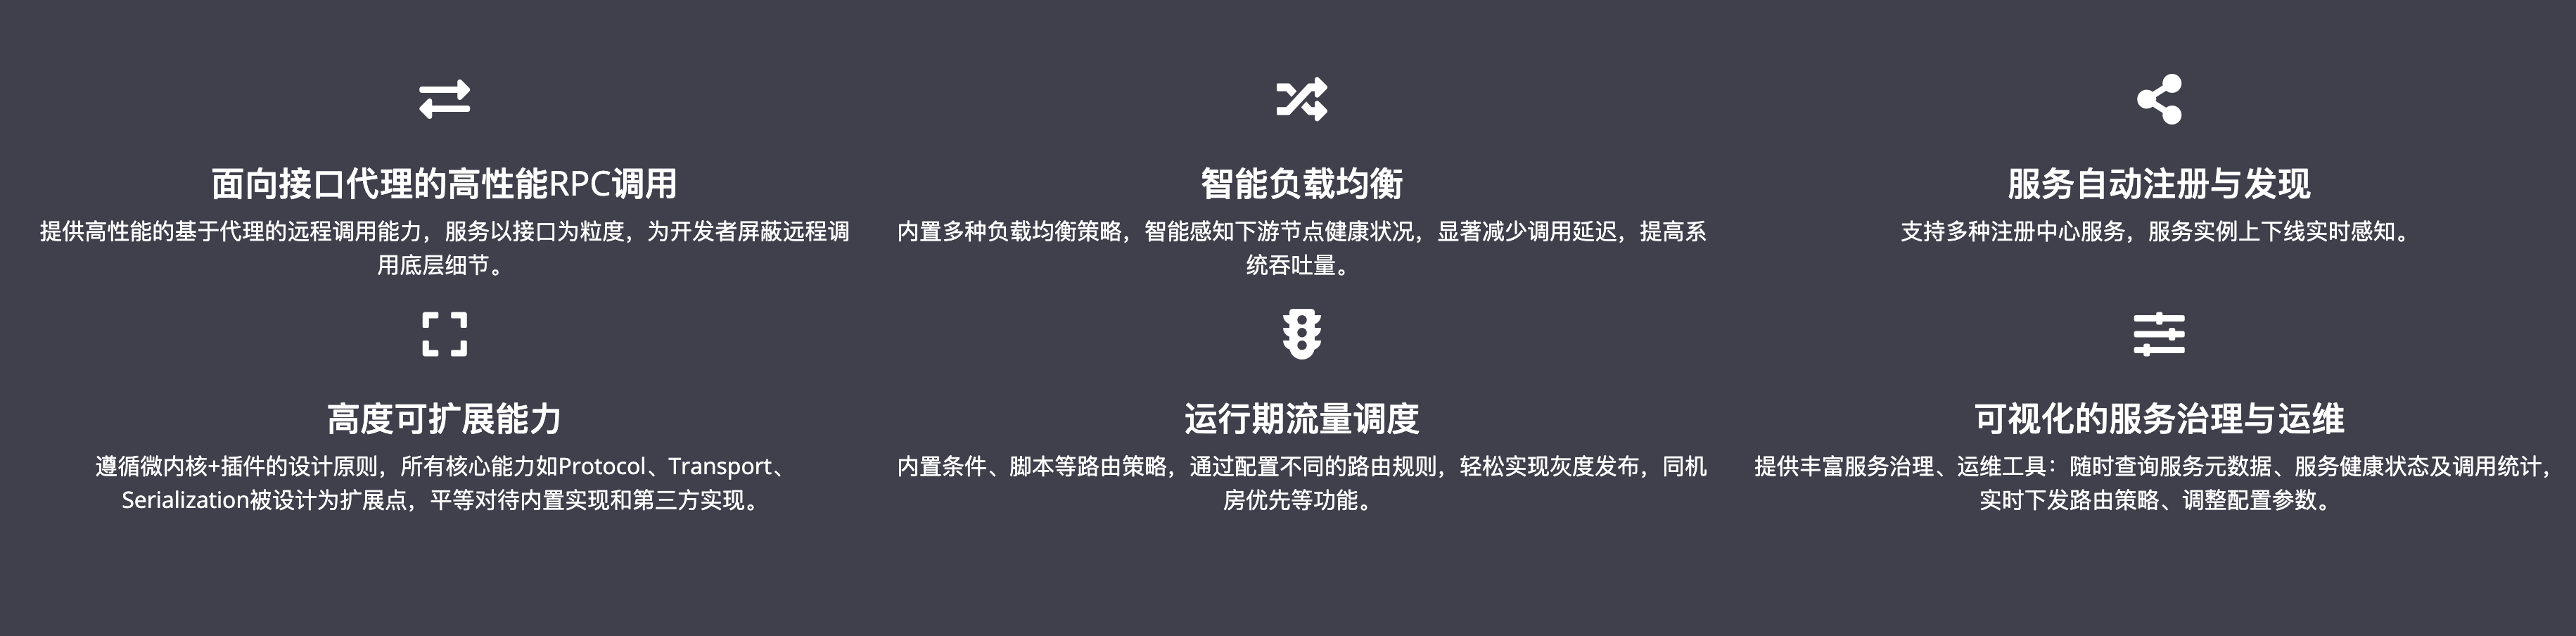 面向接口代理的高性能RPC调用
提供高性能的基于代理的远程调用能力，服务以接口为粒度，为开发者屏蔽远程调
用底层细节。
智能负载均衡
内置多种负载均衡策略，智能感知下游节点健康状况，显著减少调用延迟，提高系
统吞吐量。
服务自动注册与发现
支持多种注册中心服务，服务实例上下线实时感知。
高度可扩展能力
遵循微内核+插件的设计原则，所有核心能力如Protocol、Transport、
Serialization被设计为扩展点，平等对待内置实现和第三方实现。
运行期流量调度
内置条件、脚本等路由策略，通过配置不同的路由规则，轻松实现灰度发布，同机
房优先等功能。
可视化的服务治理与运维
提供丰富服务治理、运维工具：随时查询服务元数据、服务健康状态及调用统计，
实时下发路由策略、调整配置参数。